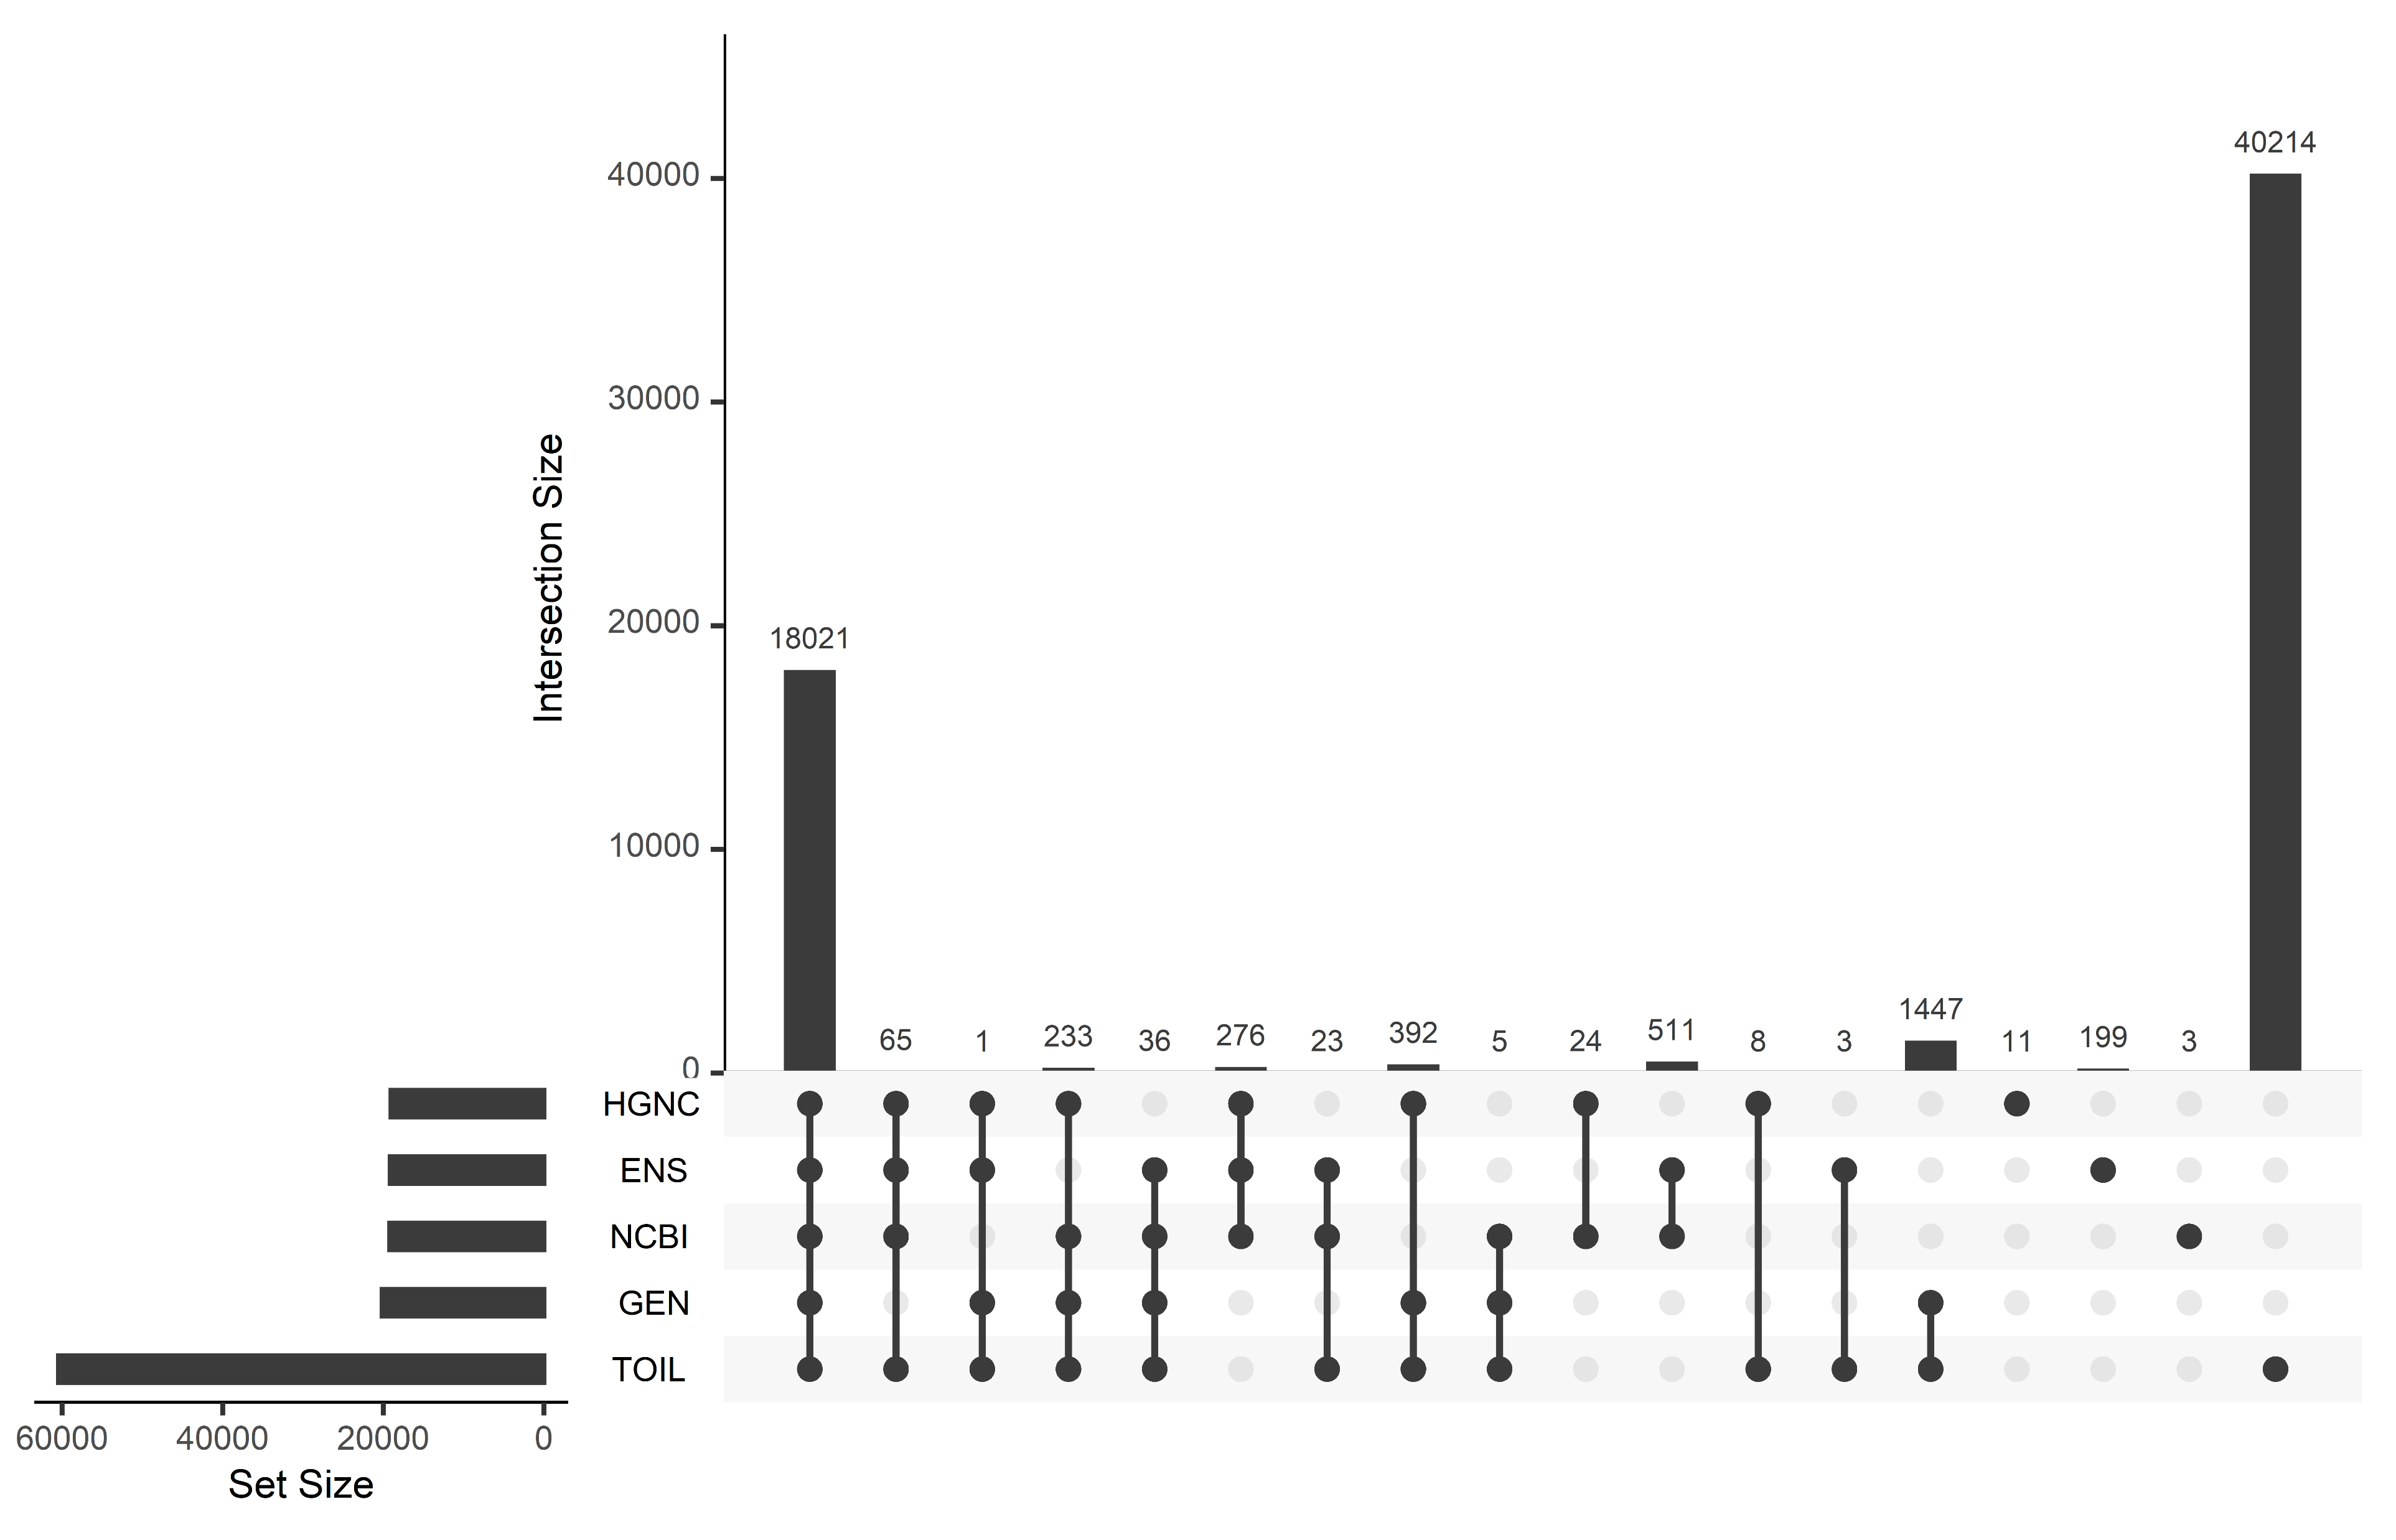 40214
40000
30000
Intersection Size
20000
18021
10000
65 1 233 36 276 23 392 5 24 511 8 3 1447 11 199 3
0
HGNC
ENS
NCBI
GEN
TOIL
60000 40000 20000 0
Set Size